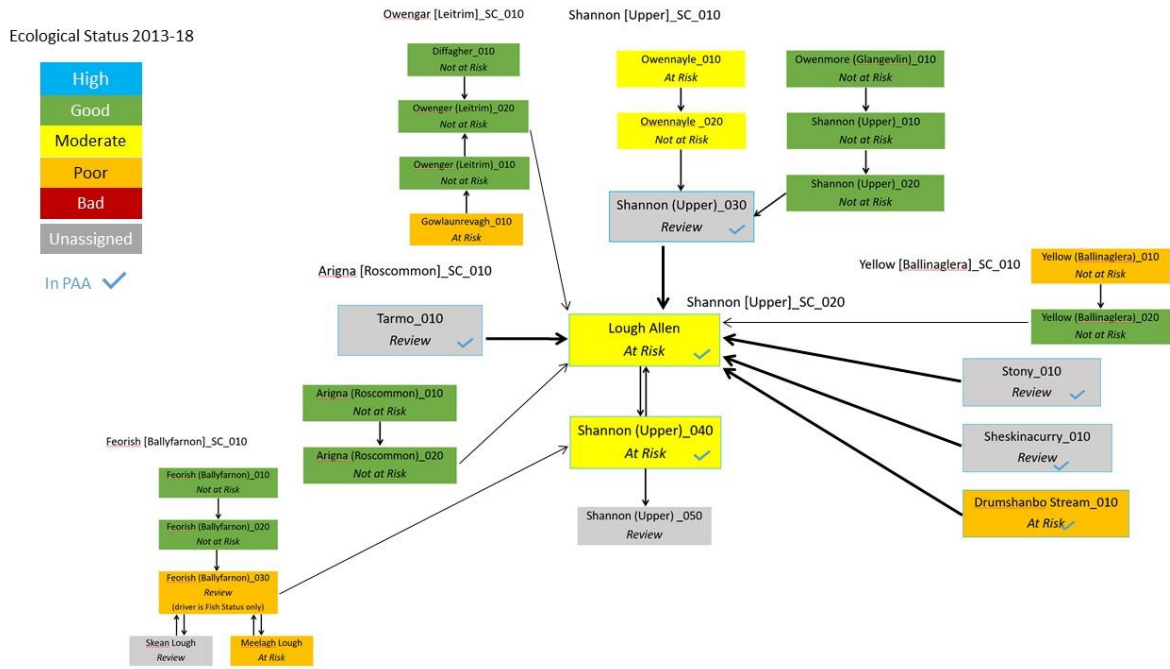 Owengar [Leitrim]_SC_010
Shannon [Upper]_SC_010
Ecological Status 2013-18
High
Good
Moderate
Poor
Bad
Unassigned
In PAA
Diffagher_010
Not at Risk
Owenger (Leitrim)_020
Not at Risk
Owenger (Leitrim)_010
Not at Risk
Gowlaunrevagh_010
At Risk
Owennayle_010
At Risk
Owennayle _020
Not at Risk
Shannon (Upper)_030
Review
Owenmore (Glangevlin)_010
Not at Risk
Shannon (Upper)_010
Not at Risk
Shannon (Upper)_020
Not at Risk
Arigna [Roscommon]_SC_010
Yellow [Ballinaglera]_SC_010
Yellow (Ballinaglera)_010
Not at Risk
Yellow (Ballinaglera)_020
Not at Risk
Shannon [Upper]_SC_020
Tarmo_010
Review
Lough Allen
At Risk
Stony_010
Review
Arigna (Roscommon)_010
Not at Risk
Arigna (Roscommon)_020
Not at Risk
Shannon (Upper)_040
At Risk
Sheskinacurry_010
Review
Drumshanbo Stream_010
At Risk
Shannon (Upper) _050
Review
Feorish [Ballyfarnon]_SC_010
Feorish (Ballyfarnon)_010
Not at Risk
Feorish (Ballyfarnon)_020
Not at Risk
Feorish (Ballyfarnon)_030
Review
(driver is Fish Status only)
Skean Lough
Review
Meelagh Lough
At Risk